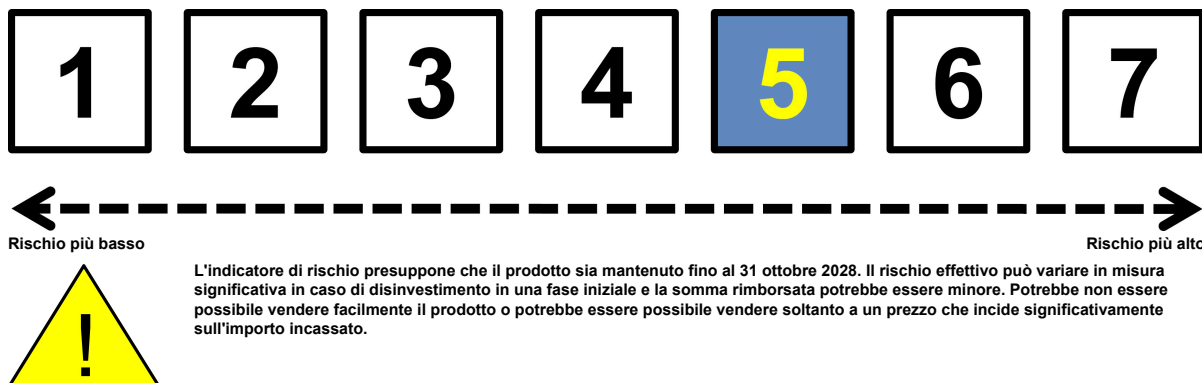 1 2 3 4 5 6 7
Rischio più basso Rischio più alto
L'indicatore di rischio presuppone che il prodotto sia mantenuto fino al 31 ottobre 2028. Il rischio effettivo può variare in misura
significativa in caso di disinvestimento in una fase iniziale e la somma rimborsata potrebbe essere minore. Potrebbe non essere
possibile vendere facilmente il prodotto o potrebbe essere possibile vendere soltanto a un prezzo che incide significativamente
sull'importo incassato.
!